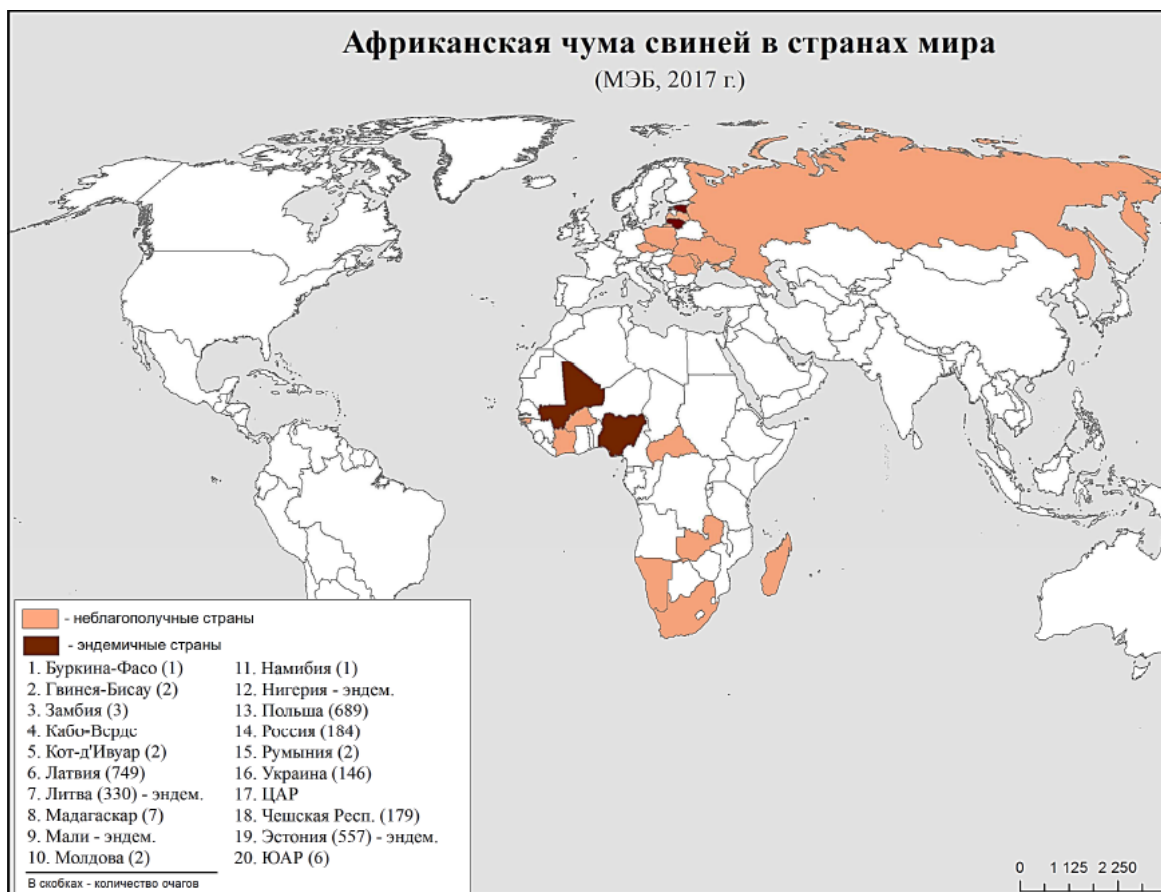 Африканская чума свиней в странах мира
(МЭБ, 2017 г.)
- неблагополучные страны
- эндемичные страны
1. Буркина-Фасо (1)
2. Гвинея-Бисау (2)
3. Замбия (3)
4. Кабо-Верде
5. Кот-д'Ивуар (2)
6. Латвия (749)
7. Литва (330) - эндем.
8. Мадагаскар (7)
9. Мали - эндем.
10. Молдова (2)
11. Намибия (1)
12. Нигерия - эндем.
13. Польша (689)
14. Россия (184)
15. Румыния (2)
16. Украина (146)
17. ЦАР
18. Чешская Респ. (179)
19. Эстония (557) - эндем.
20. ЮАР (6)
В скобках - количество очагов
0 1 125 2 250